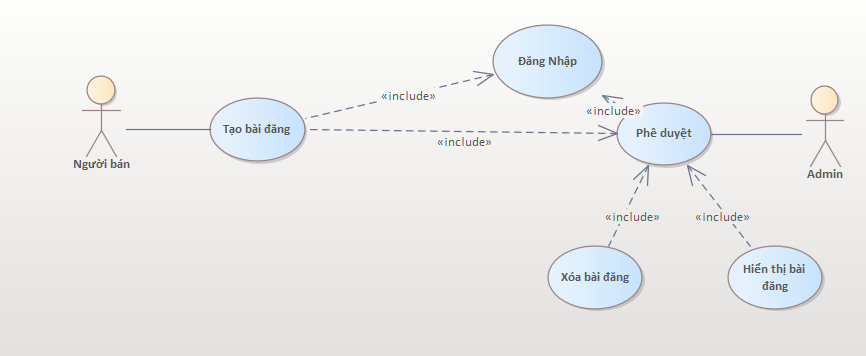 Đăng Nhập
«include»
«include»
Tạo bài đăng
Phê duyệt
«include»
Người bán
Admin
«include»
«include»
Xóa bài đăng
Hiển thị bài
đăng